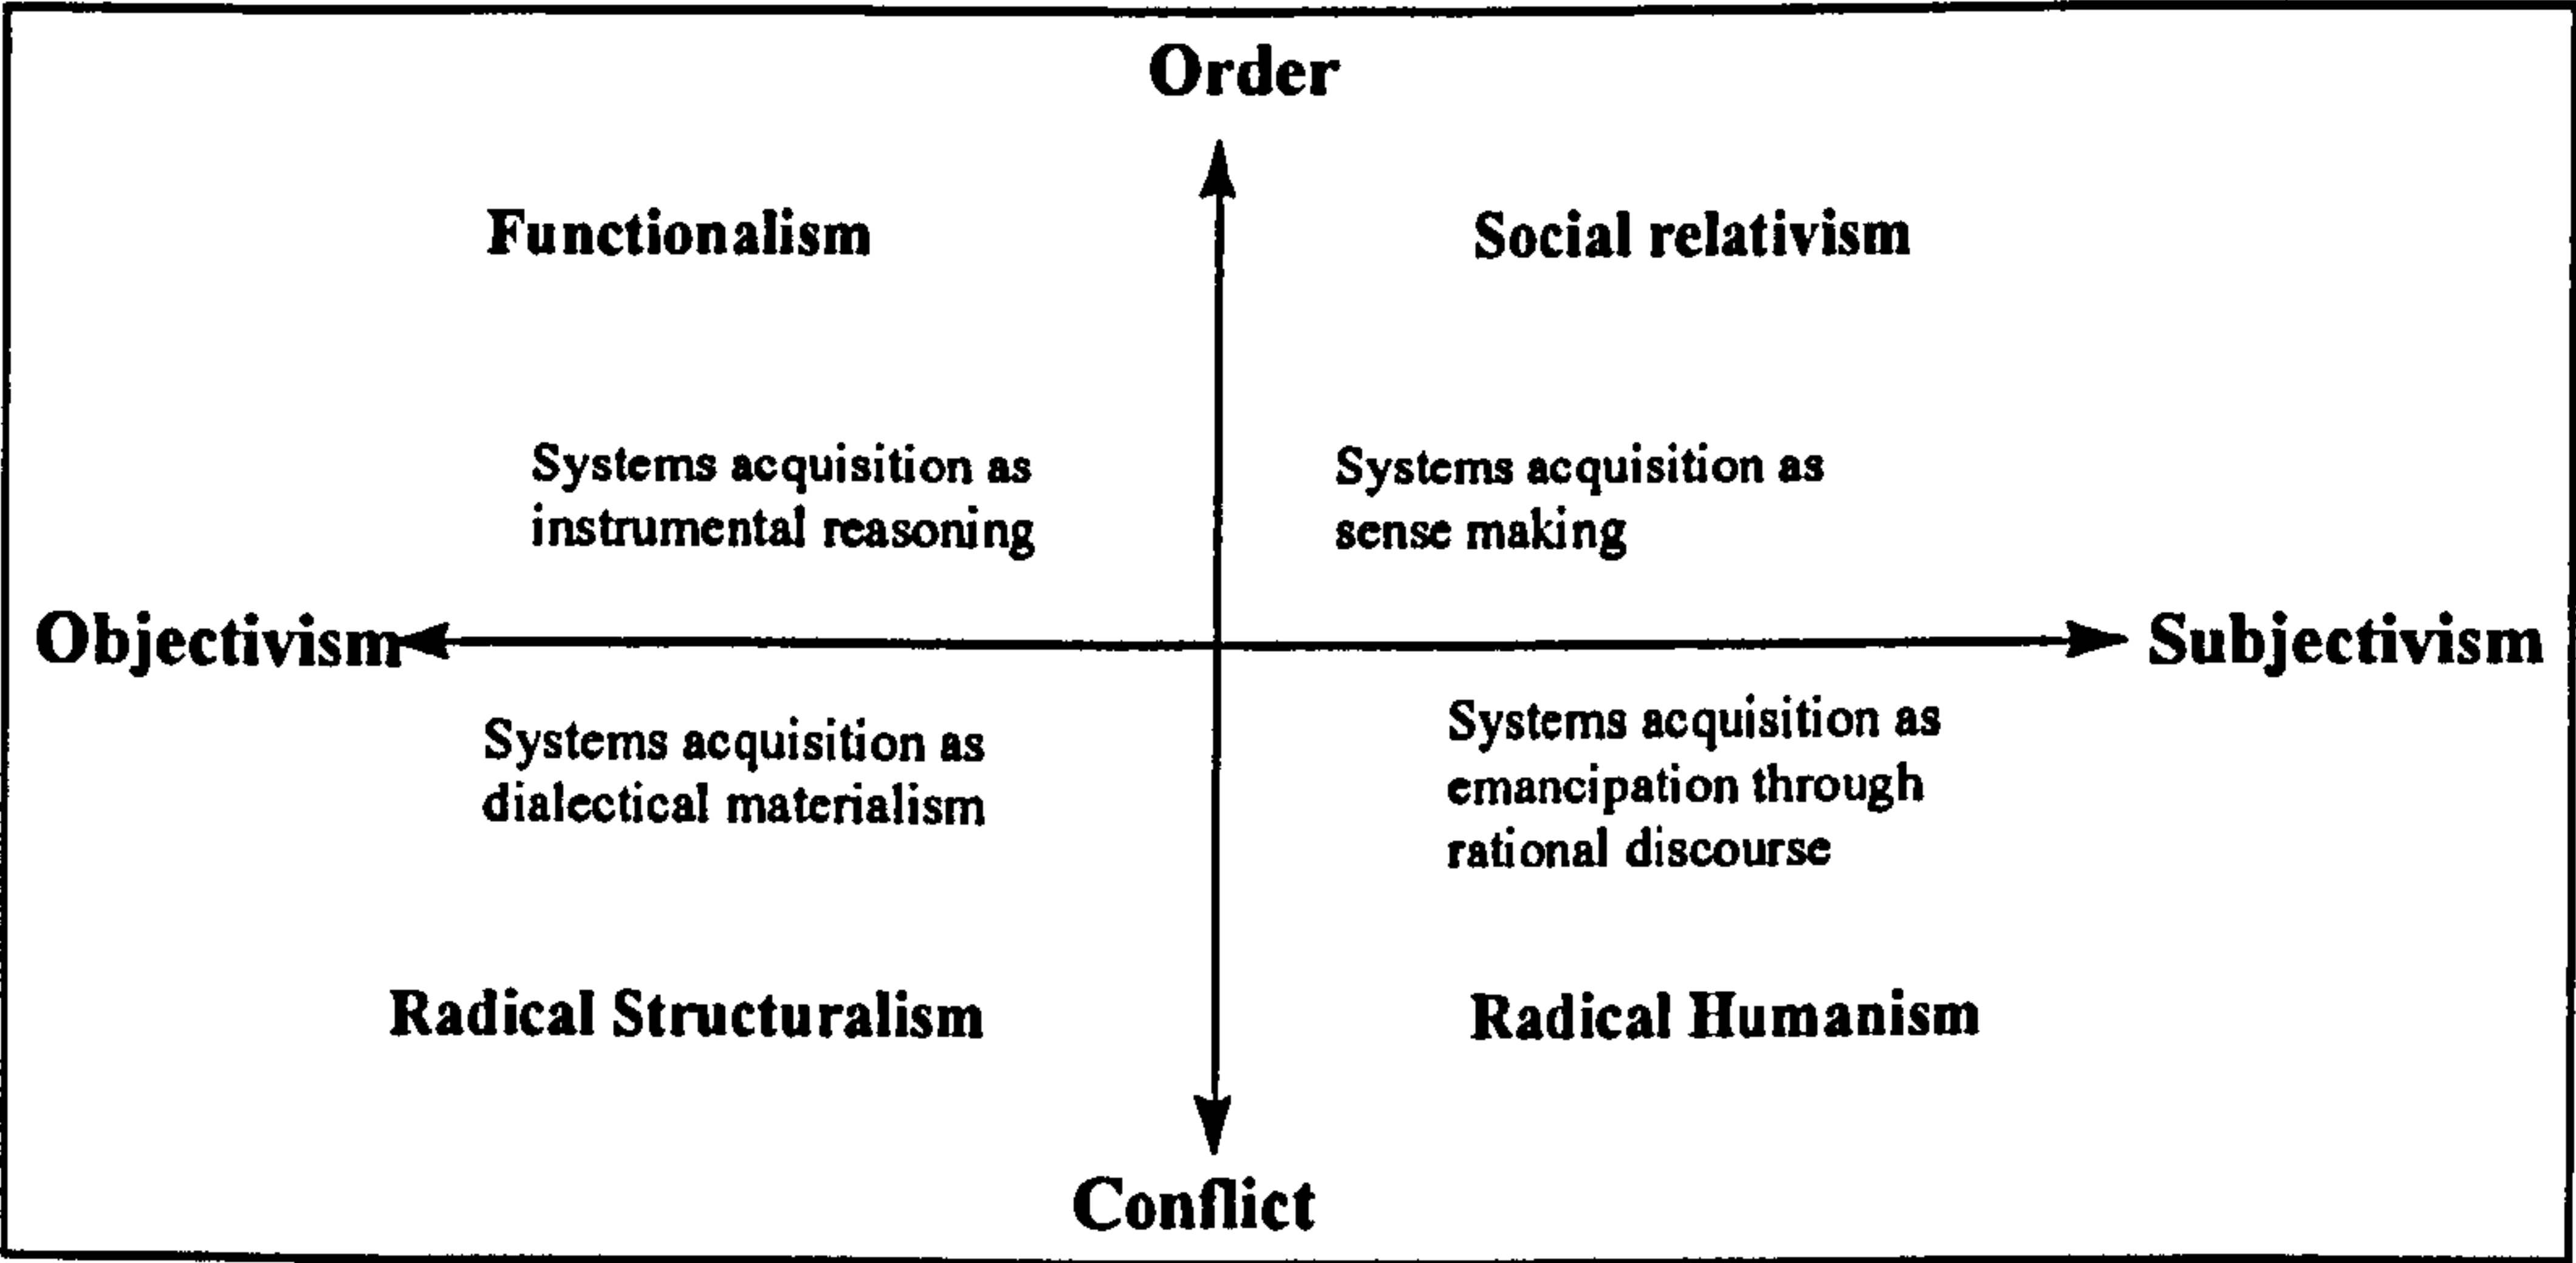 Order
Functionalism
Social relativism
Systems acquisition as
instrumental reasoning
Systems acquisition as
sense making
Objectivism
Subjectivism
Systems acquisition as
dialectical materialism
Systems acquisition as
emancipation through
rational discourse
Radical Structuralism
Radical Humanism
Conflict